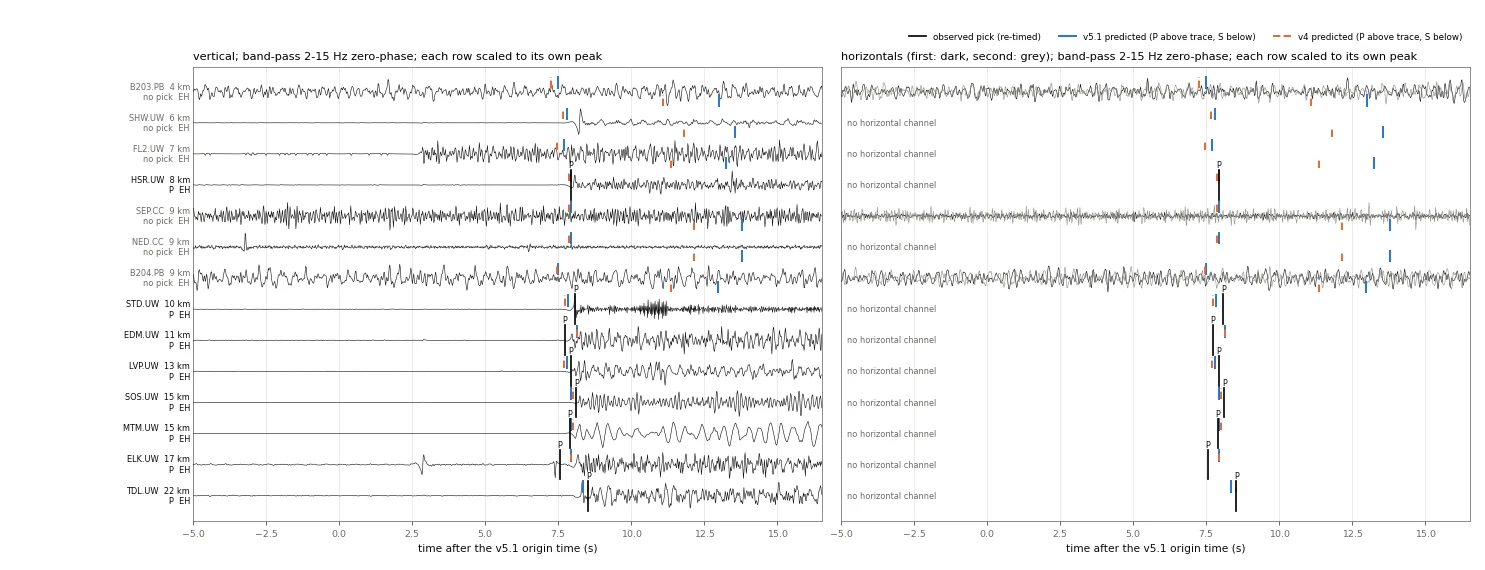 observed pick (re-timed)
v5.1 predicted (P above trace, S below)
v4 predicted (P above trace, S below)
vertical; band-pass 2-15 Hz zero-phase; each row scaled to its own peak
horizontals (first: dark, second: grey); band-pass 2-15 Hz zero-phase; each row scaled to its own peak
B203.PB 4 km
no pick EH
SHW.UW 6 km
no pick EH
no horizontal channel
FL2.UW 7 km
no pick EH
no horizontal channel
P
P
HSR.UW 8 km
P EH
no horizontal channel
SEP.CC 9 km
no pick EH
NED.CC 9 km
no pick EH
no horizontal channel
B204.PB 9 km
no pick EH
P
P
STD.UW 10 km
P EH
no horizontal channel
P
P
EDM.UW 11 km
P EH
no horizontal channel
P
P
LVP.UW 13 km
P EH
no horizontal channel
P
P
SOS.UW 15 km
P EH
no horizontal channel
P
P
MTM.UW 15 km
P EH
no horizontal channel
P
P
ELK.UW 17 km
P EH
no horizontal channel
P
P
TDL.UW 22 km
P EH
no horizontal channel
−5.0 −2.5 0.0 2.5 5.0 7.5 10.0 12.5 15.0
−5.0 −2.5 0.0 2.5 5.0 7.5 10.0 12.5 15.0
time after the v5.1 origin time (s)
time after the v5.1 origin time (s)